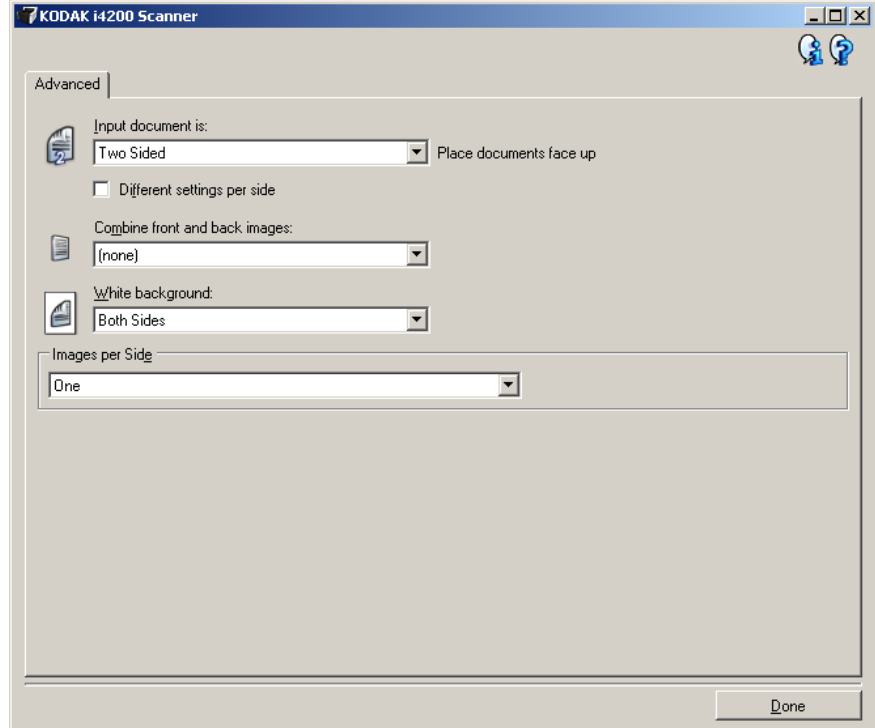 KODAK i4200 Scanner
Advanced
Input document is:
Two Sided
Place documents face up
Different settings per side
Combine front and back images:
(none)
White background:
Both Sides
Images per Side
One
Done